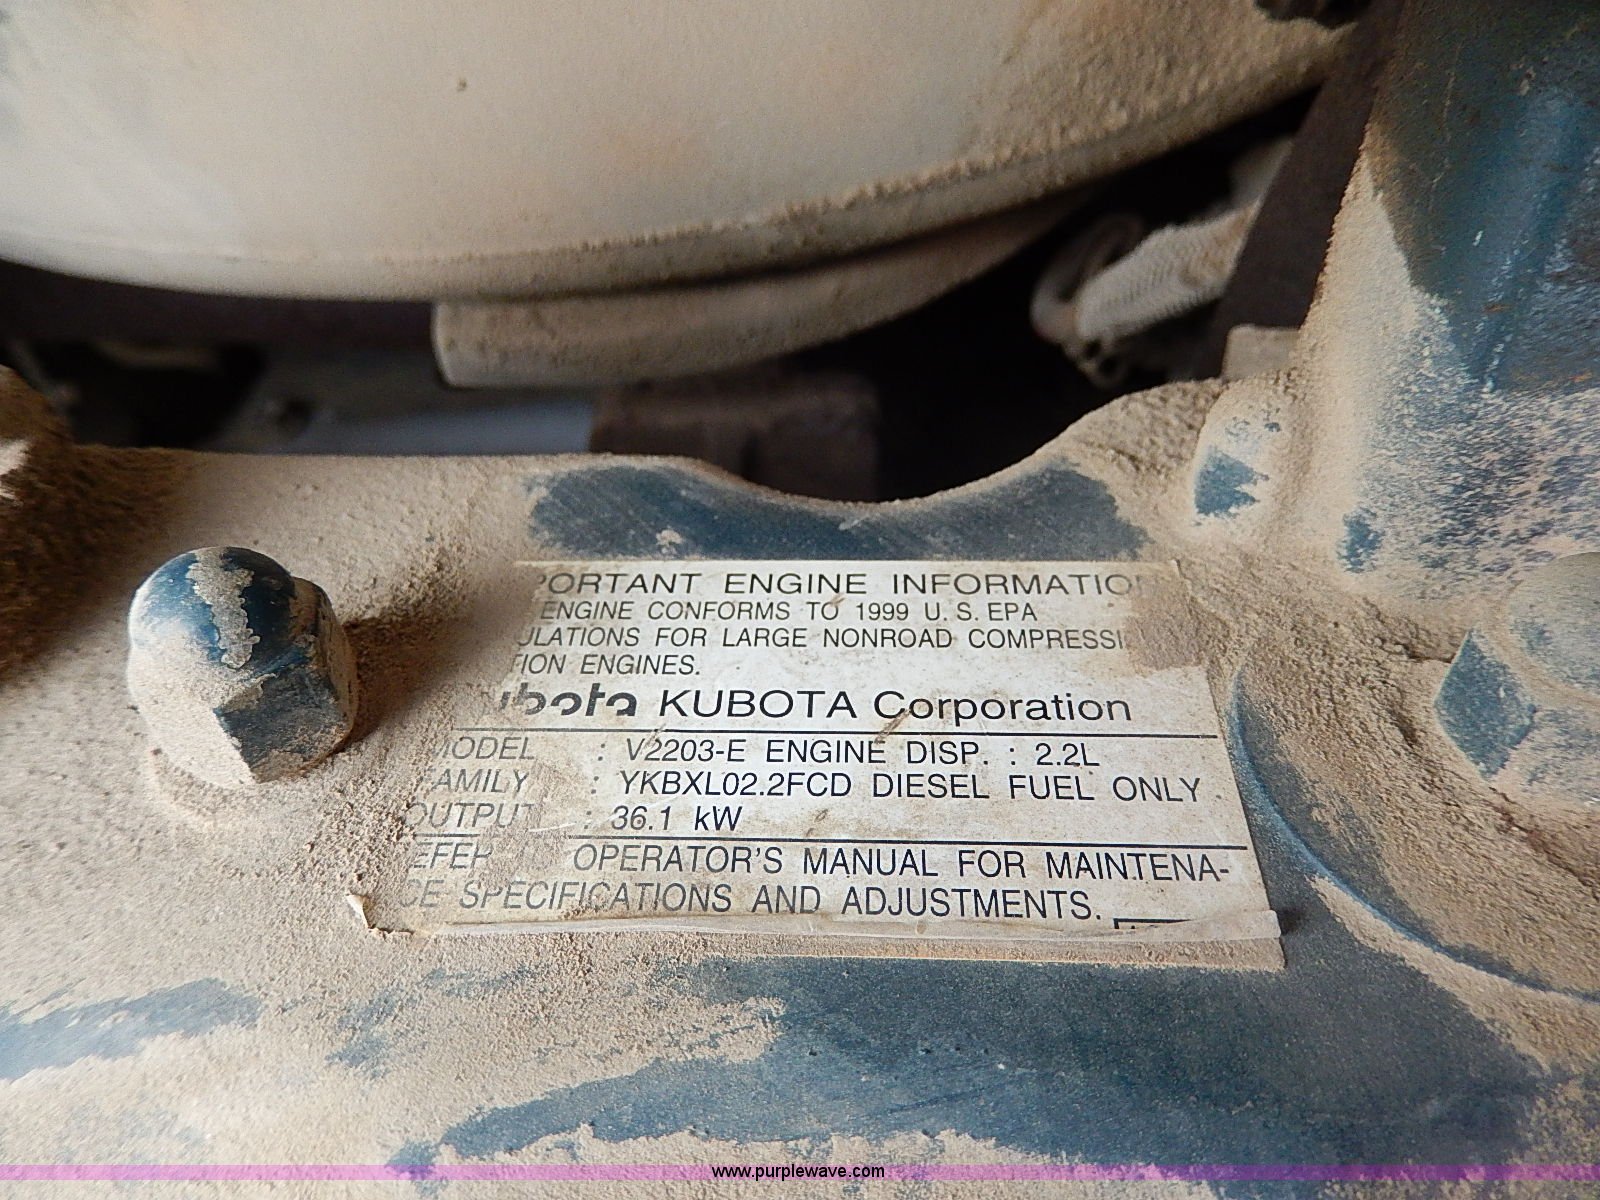 PORTANT ENGINE INFORMATIO
ENGINE CONFORMS TO 1999 U.S. EPA
ULATIONS FOR LARGE NONROAD COMPRESSI
TION ENGINES.
ubota KUBOTA Corporation
MODEL : V2203-E ENGINE DISP. : 2.2L
FAMILY : YKBXL02.2FCD DIESEL FUEL ONLY.
OUTPUT : 36.1 kW
EFER OPERATOR'S MANUAL FOR MAINTENA-
CE SPECIFICATIONS AND ADJUSTMENTS.
www.purplewave.com